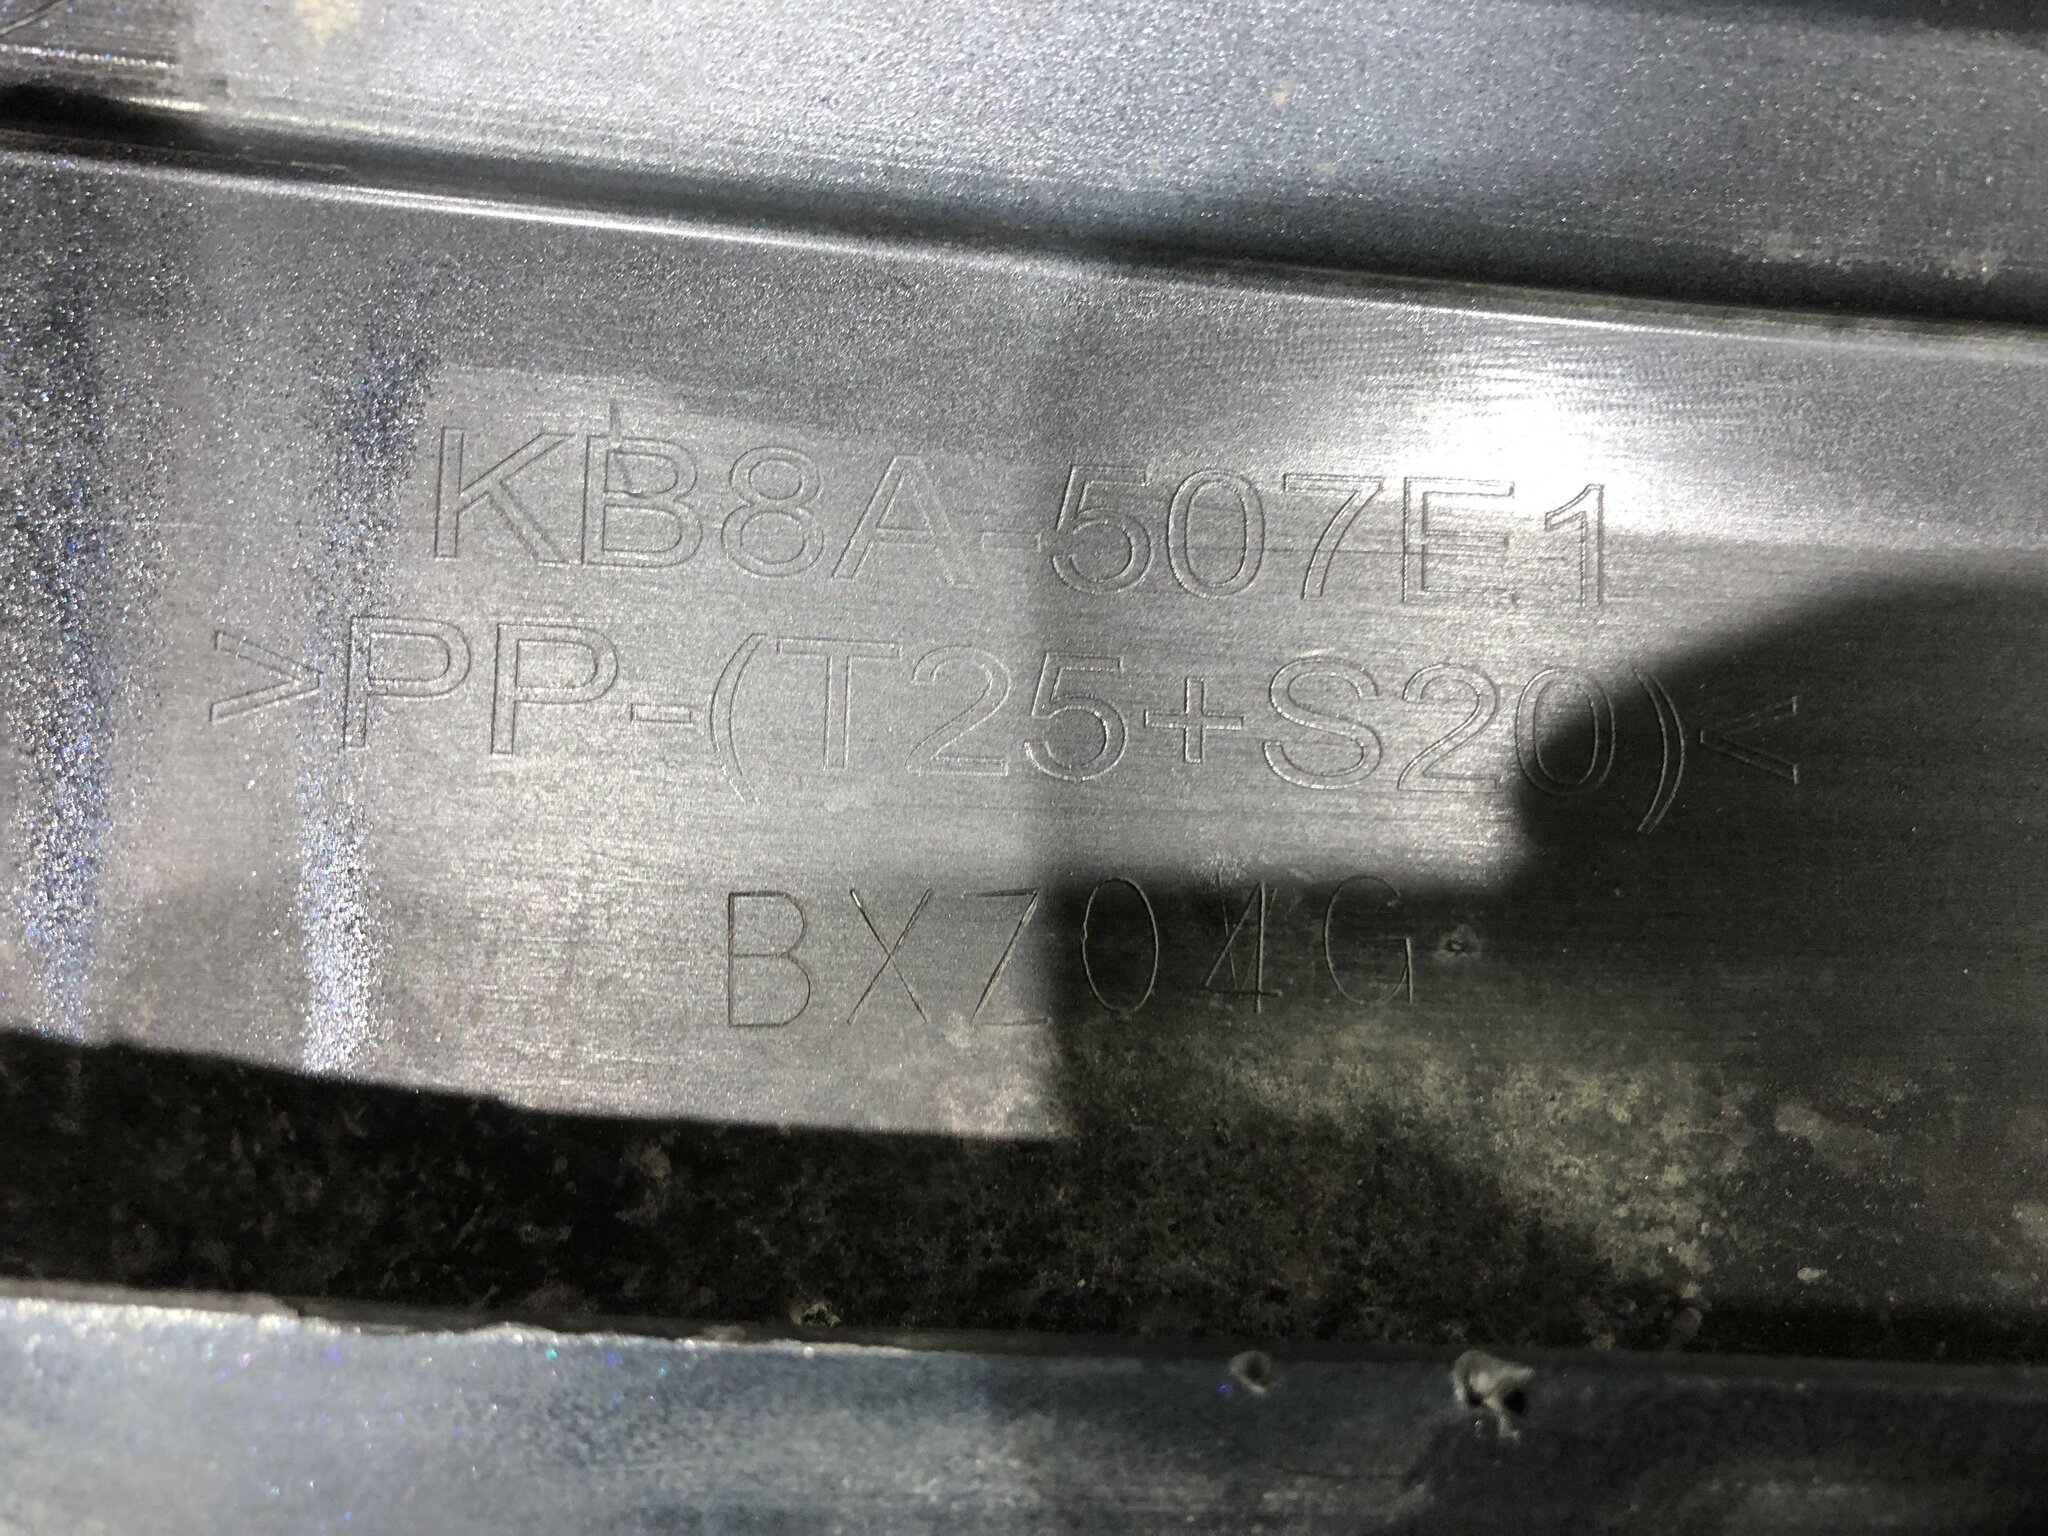 KB8A-507E1
>PP-(T25+S20)<
BXZ04G